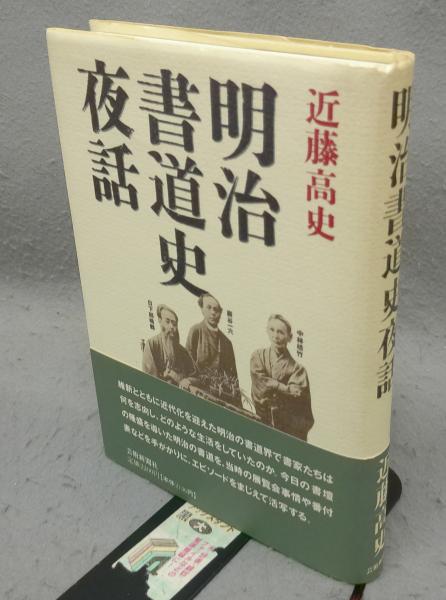 近藤高史
明治
書道史
夜話
中林梧竹
巌谷一六
日下部鳴鶴
維新とともに近代化を迎えた明治の書道界で書家たちは
何を志向し、どのような生活をしていたのか。今日の書壇
の隆盛を導いた明治の書道を、当時の展覧会事情や番付
表などを手がかりに、エピソードをまじえて活写する。
芸術新聞社
明治書道史夜話
近藤高史
芸術新聞社